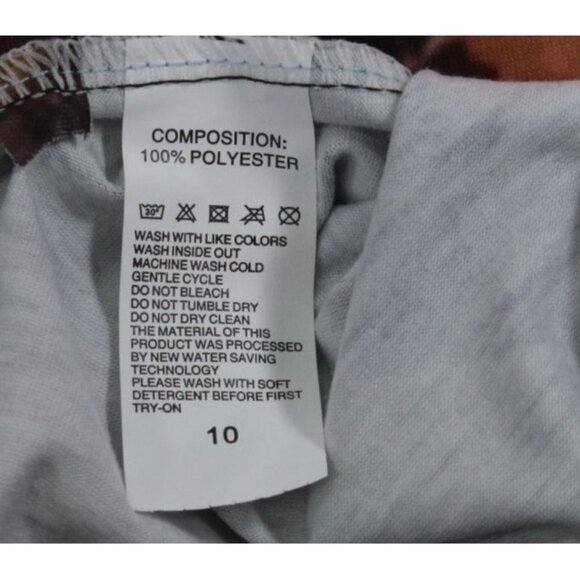 COMPOSITION:
100% POLYESTER
30°
WASH WITH LIKE COLORS
WASH INSIDE OUT
MACHINE WASH COLD
GENTLE CYCLE
DO NOT BLEACH
DO NOT TUMBLE DRY
DO NOT DRY CLEAN
THE MATERIAL OF THIS
PRODUCT WAS PROCESSED
BY NEW WATER SAVING
TECHNOLOGY
PLEASE WASH WITH SOFT
DETERGENT BEFORE FIRST
TRY-ON
10